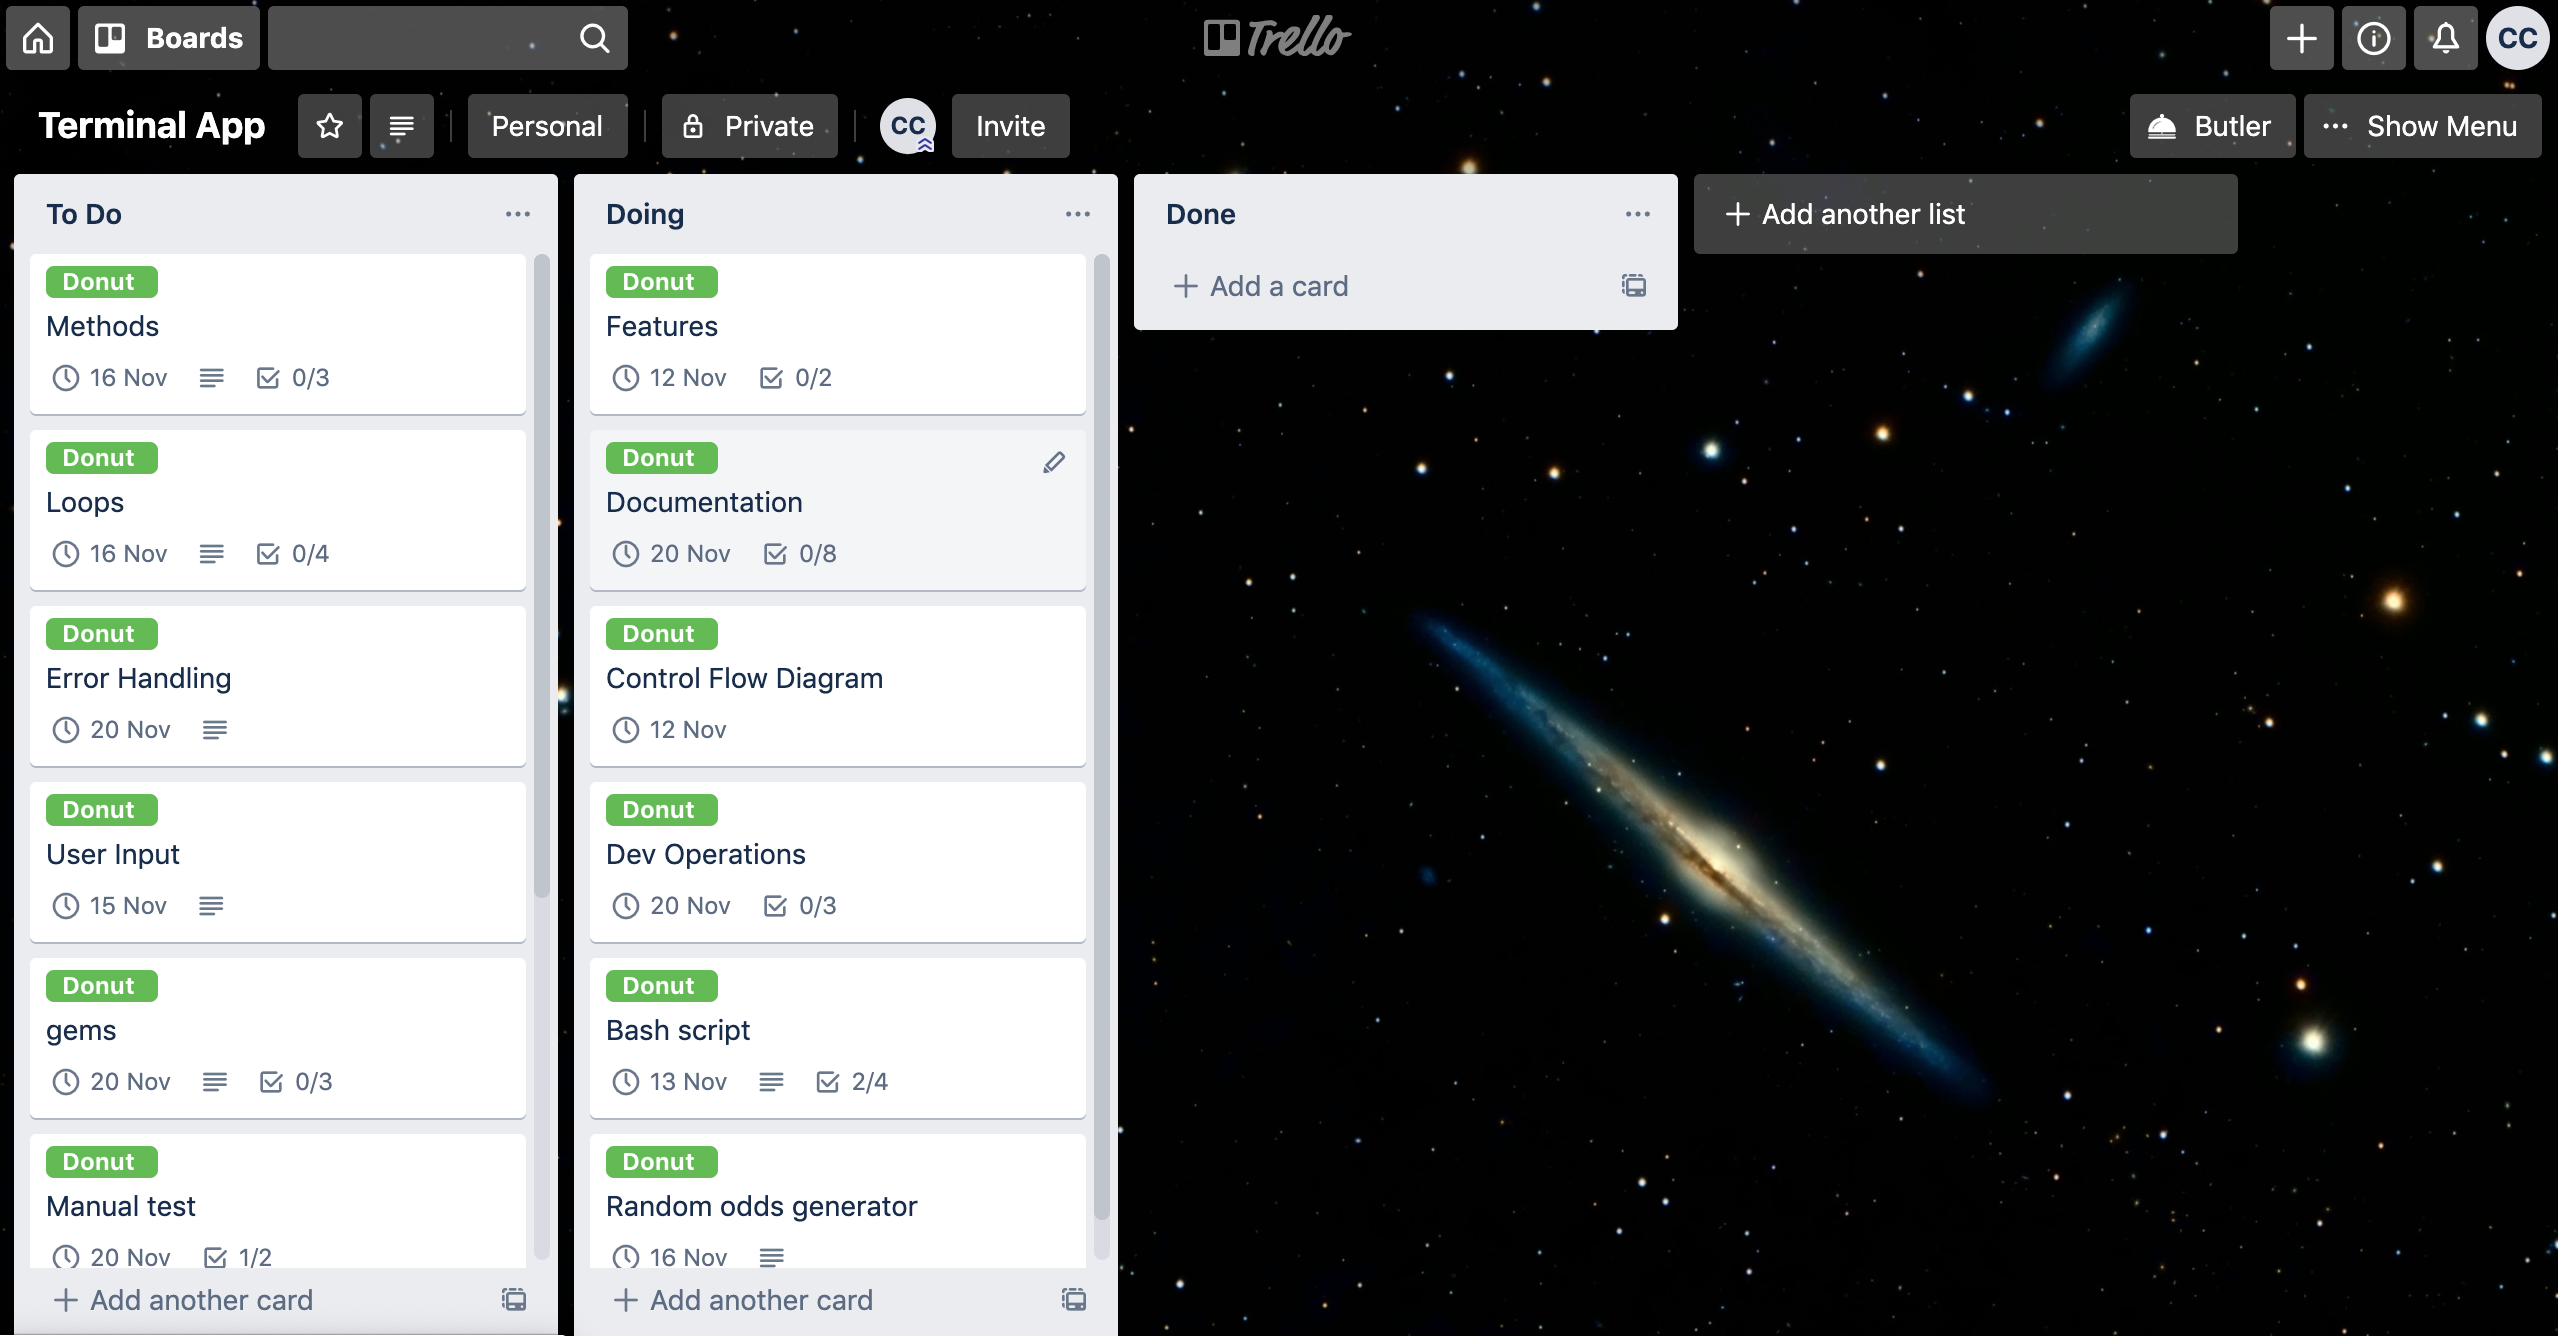 Boards
Trello
CC
Terminal App
Personal
Private
CC
Invite
Butler
Show Menu
To Do
Donut
Methods
16 Nov 0/3
Donut
Loops
16 Nov 0/4
Donut
Error Handling
20 Nov
Donut
User Input
15 Nov
Donut
gems
20 Nov 0/3
Donut
Manual test
20 Nov 1/2
+ Add another card
Doing
Donut
Features
12 Nov 0/2
Donut
Documentation
20 Nov 0/8
Donut
Control Flow Diagram
12 Nov
Donut
Dev Operations
20 Nov 0/3
Donut
Bash script
13 Nov 2/4
Donut
Random odds generator
16 Nov
+ Add another card
Done
+ Add a card
+ Add another list